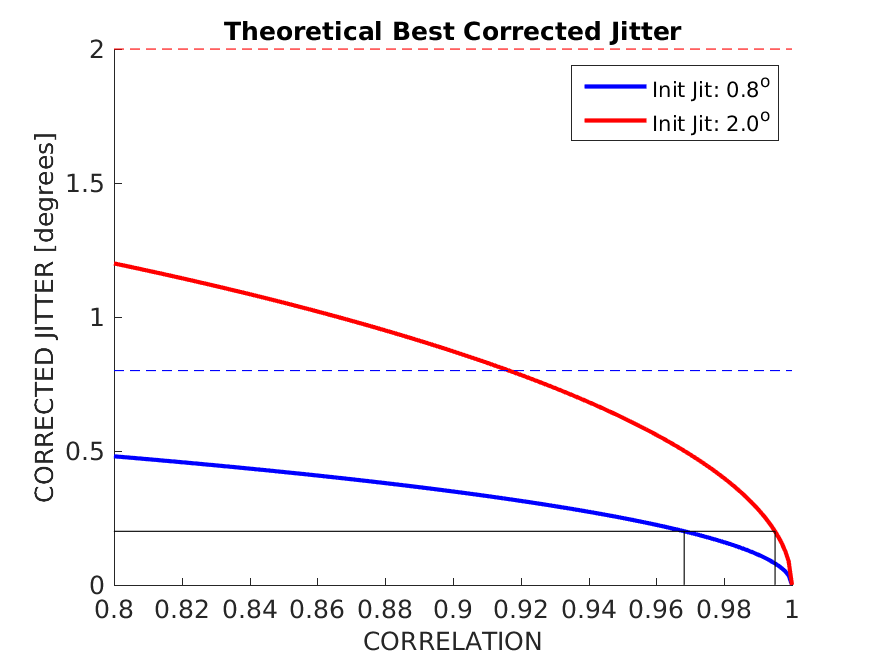 Theoretical Best Corrected Jitter
Init Jit: 0.8º
Init Jit: 2.0º
CORRECTED JITTER [degrees]
2
1.5
1
0.5
0
0.8 0.82 0.84 0.86 0.88 0.9 0.92 0.94 0.96 0.98 1
CORRELATION